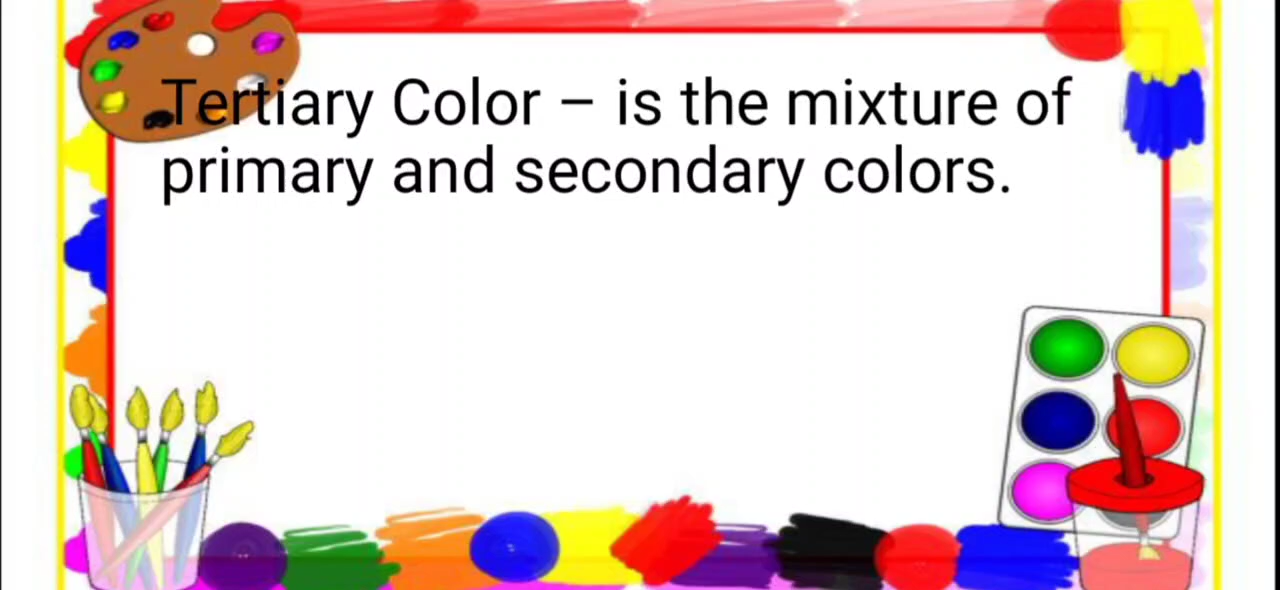 Tertiary Color – is the mixture of
primary and secondary colors.